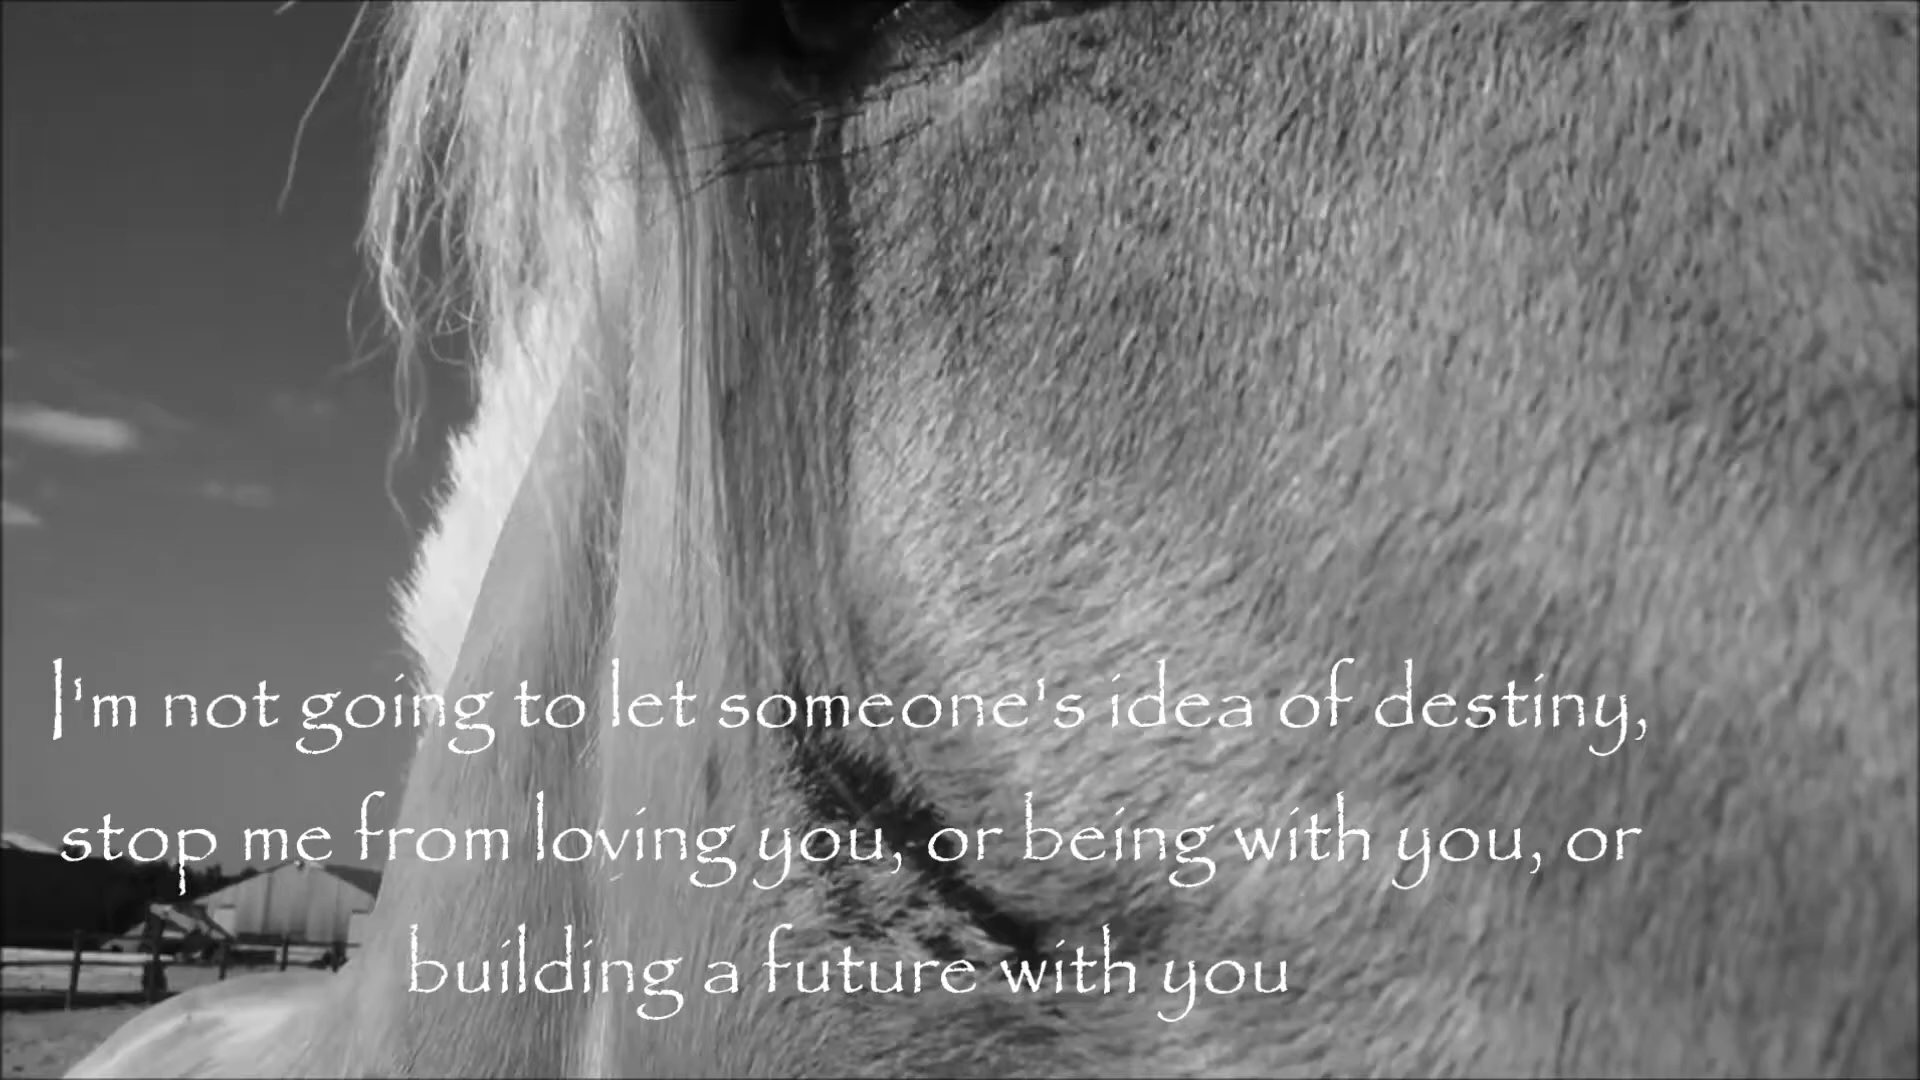 I'm not going to let someone's idea of destiny,
stop me from loving you, or being with you, or
building a future with you